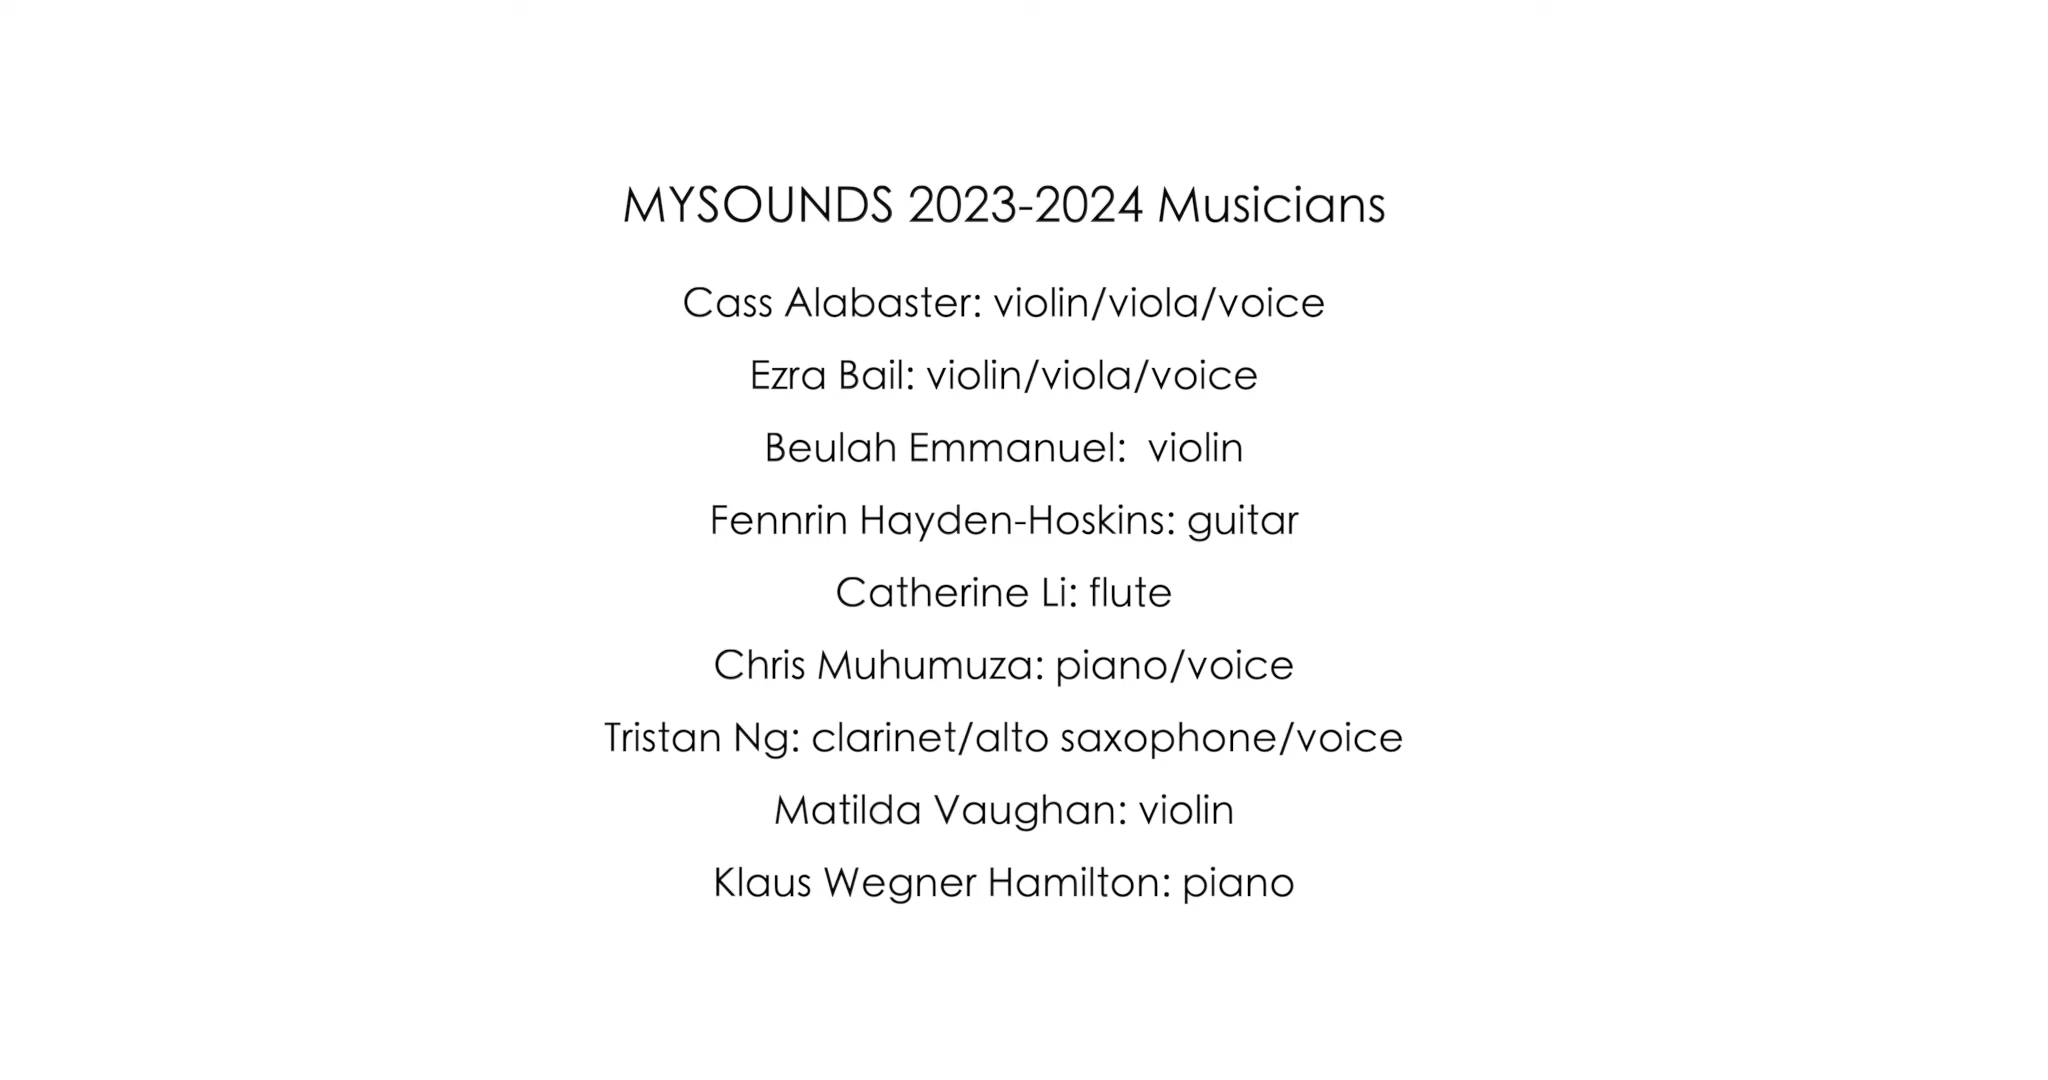 MYSOUNDS 2023-2024 Musicians
Cass Alabaster: violin/viola/voice
Ezra Bail: violin/viola/voice
Beulah Emmanuel:  violin
Fennrin Hayden-Hoskins: guitar
Catherine Li: flute
Chris Muhumuza: piano/voice
Tristan Ng: clarinet/alto saxophone/voice
Matilda Vaughan: violin
Klaus Wegner Hamilton: piano